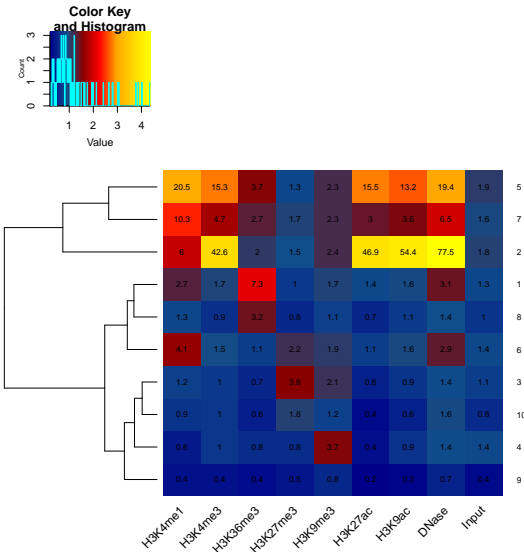 Color Key
and Histogram
Count
0 1 2 3
1 2 3 4
Value
20.5 15.3 3.7 1.3 2.3 15.5 13.2 19.4 1.9 5
10.3 4.7 2.7 1.7 2.3 3 3.6 6.5 1.6 7
6 42.6 2 1.5 2.4 46.9 54.4 77.5 1.8 2
2.7 1.7 7.3 1 1.7 1.4 1.6 3.1 1.3 1
1.3 0.9 3.2 0.8 1.1 0.7 1.1 1.4 1 8
4.1 1.5 1.1 2.2 1.9 1.1 1.6 2.9 1.4 6
1.2 1 0.7 3.6 2.1 0.6 0.9 1.4 1.1 3
0.9 1 0.6 1.8 1.2 0.4 0.6 1.6 0.8 10
0.6 1 0.8 0.8 3.7 0.4 0.9 1.4 1.4 4
0.4 0.4 0.4 0.8 0.8 0.7 0.4 9
H3K4me1 H3K4me3 H3K36me3 H3K27me3 H3K9me3 H3K27ac H3K9ac DNase Input